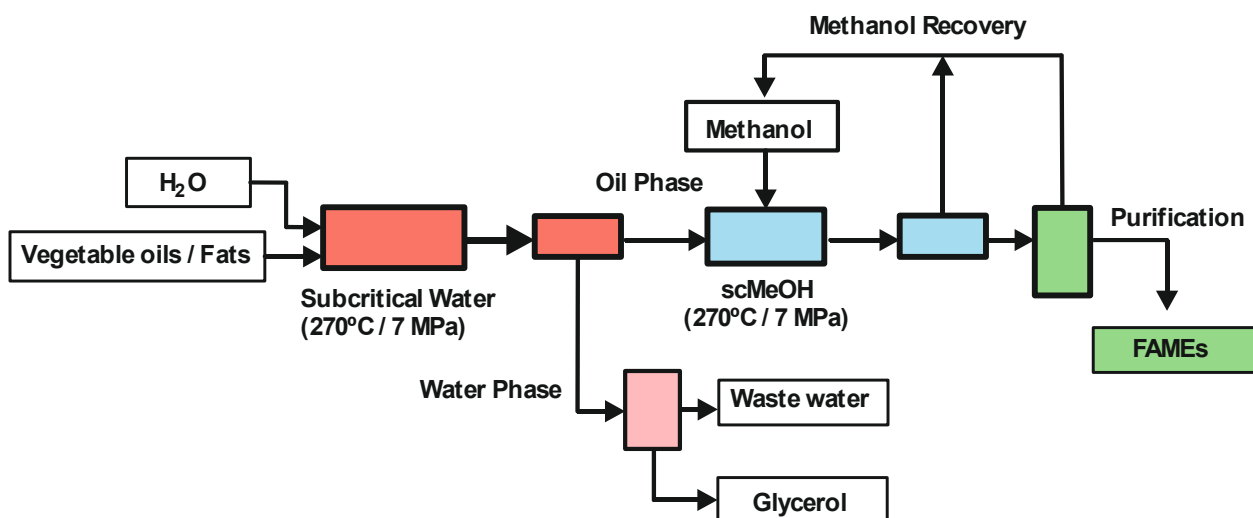 Methanol Recovery
Methanol
H₂O
Oil Phase
Vegetable oils / Fats
Purification
Subcritical Water
(270ºC / 7 MPa)
scMeOH
(270ºC / 7 MPa)
FAMEs
Water Phase
Waste water
Glycerol